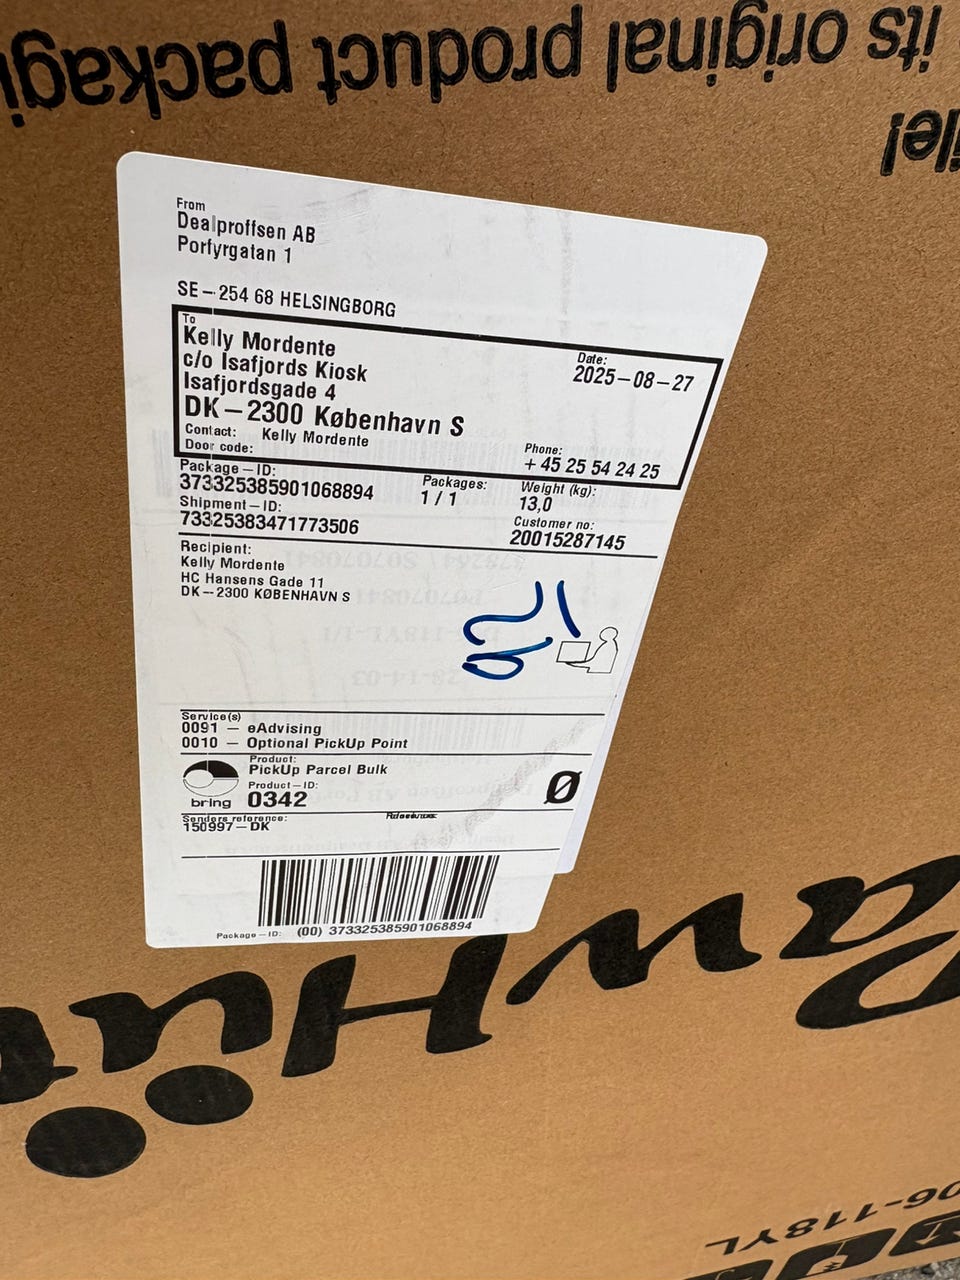 its original product packagi
From
Dealproffsen AB
Porfyrgatan 1
SE-254 68 HELSINGBORG
To
Kelly Mordente
c/o Isafjords Kiosk
Isafjordsgade 4
DK-2300 København S
Contact: Kelly Mordente
Door code:
Date:
2025-08-27
Phone:
+45 25 54 24 25
Package-ID:
373325385901068894
Packages:
1/1
Weight (kg):
13,0
Shipment-ID:
73325383471773506
Customer no:
20015287145
Recipient:
Kelly Mordente
HC Hansens Gade 11
DK-2300 KØBENHAVN S
Service(s)
0091 - eAdvising
0010 - Optional PickUp Point
Product:
PickUp Parcel Bulk
Product-ID:
0342
bring
Ø
Senders reference:
150997-DK
Package-ID: (00) 373325385901068894
PawHü
06-118YL